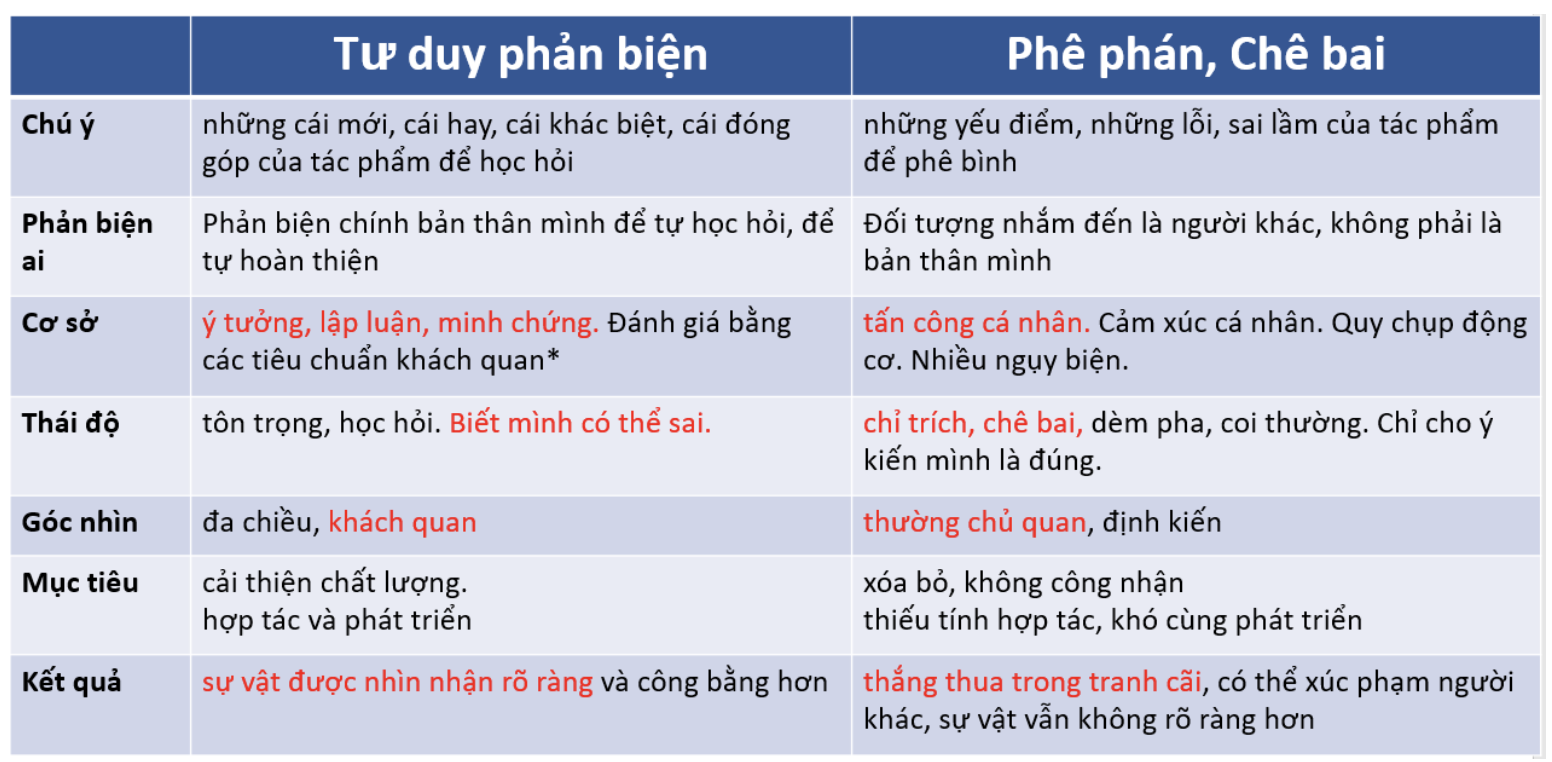 Tư duy phản biện
Phê phán, Chê bai
Chú ý
những cái mới, cái hay, cái khác biệt, cái đóng
góp của tác phẩm để học hỏi
những yếu điểm, những lỗi, sai lầm của tác phẩm
để phê bình
Phản biện
ai
Phản biện chính bản thân mình để tự học hỏi, để
tự hoàn thiện
Đối tượng nhắm đến là người khác, không phải là
bản thân mình
Cơ sở
ý tưởng, lập luận, minh chứng. Đánh giá bằng
các tiêu chuẩn khách quan*
tấn công cá nhân. Cảm xúc cá nhân. Quy chụp động
cơ. Nhiều ngụy biện.
Thái độ
tôn trọng, học hỏi. Biết mình có thể sai.
chỉ trích, chê bai, dèm pha, coi thường. Chỉ cho ý
kiến mình là đúng.
Góc nhìn
đa chiều, khách quan
thường chủ quan, định kiến
Mục tiêu
cải thiện chất lượng.
hợp tác và phát triển
xóa bỏ, không công nhận
thiếu tính hợp tác, khó cùng phát triển
Kết quả
sự vật được nhìn nhận rõ ràng và công bằng hơn
thắng thua trong tranh cãi, có thể xúc phạm người
khác, sự vật vẫn không rõ ràng hơn